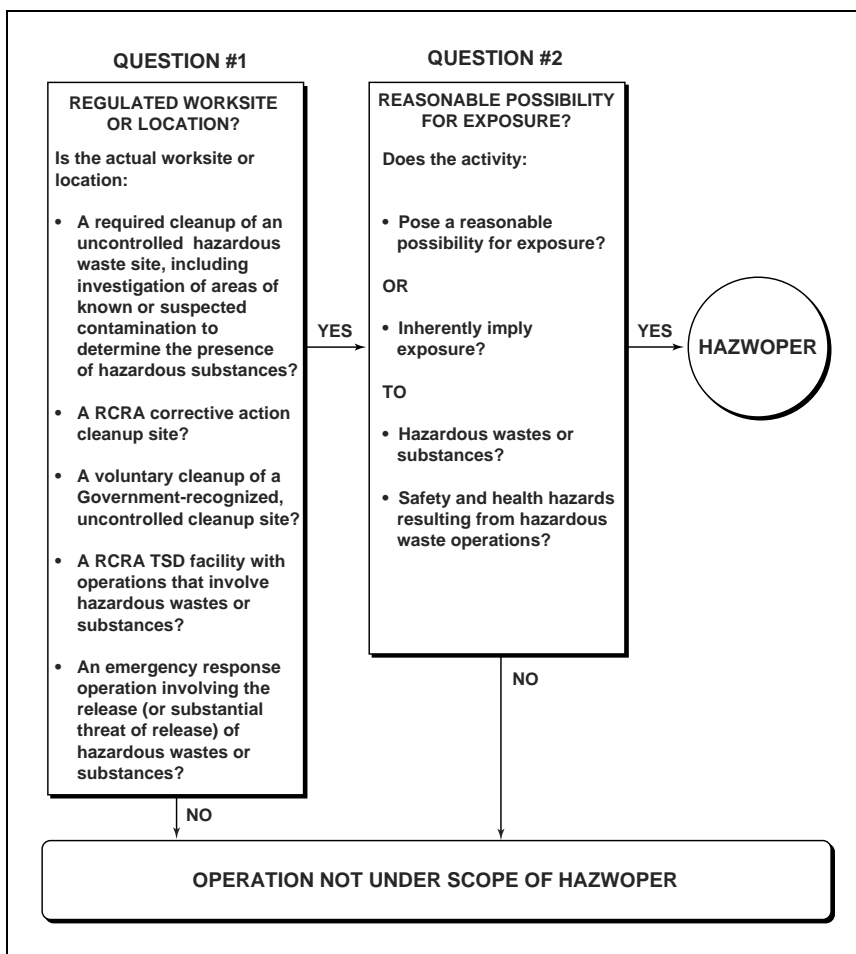 QUESTION #1
REGULATED WORKSITE
OR LOCATION?
Is the actual worksite or
location:
• A required cleanup of an
uncontrolled hazardous
waste site, including
investigation of areas of
known or suspected
contamination to
determine the presence
of hazardous substances?
• A RCRA corrective action
cleanup site?
• A voluntary cleanup of a
Government-recognized,
uncontrolled cleanup site?
• A RCRA TSD facility with
operations that involve
hazardous wastes or
substances?
• An emergency response
operation involving the
release (or substantial
threat of release) of
hazardous wastes or
substances?
YES
NO
QUESTION #2
REASONABLE POSSIBILITY
FOR EXPOSURE?
Does the activity:
• Pose a reasonable
possibility for exposure?
OR
• Inherently imply
exposure?
TO
• Hazardous wastes or
substances?
• Safety and health hazards
resulting from hazardous
waste operations?
YES
NO
HAZWOPER
OPERATION NOT UNDER SCOPE OF HAZWOPER